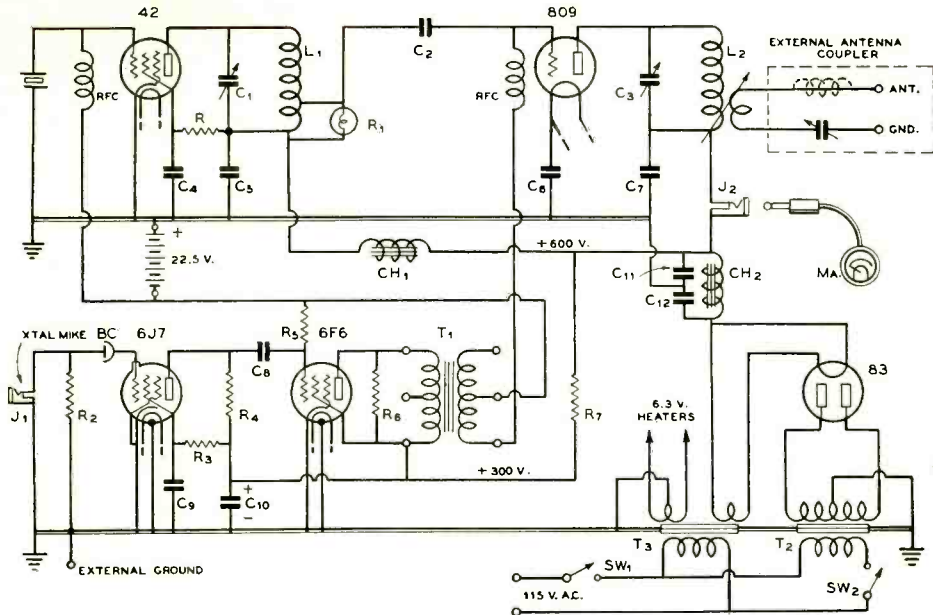 42
809
L1
C2
L2
EXTERNAL ANTENNA
COUPLER
RFC
C1
R1
RFC
C3
ANT.
R
GND.
C4
C5
C6
C7
J2
+
22.5 V.
+600 V.
CH1
C11
CH2
C12
MA.
XTAL MIKE
BC
6J7
R5
6F6
T1
83
C8
J1
R2
R4
R6
R7
6.3 V.
HEATERS
R3
+300 V.
C9
+
C10
-
T3
T2
EXTERNAL GROUND
SW1
115 V. A.C.
SW2